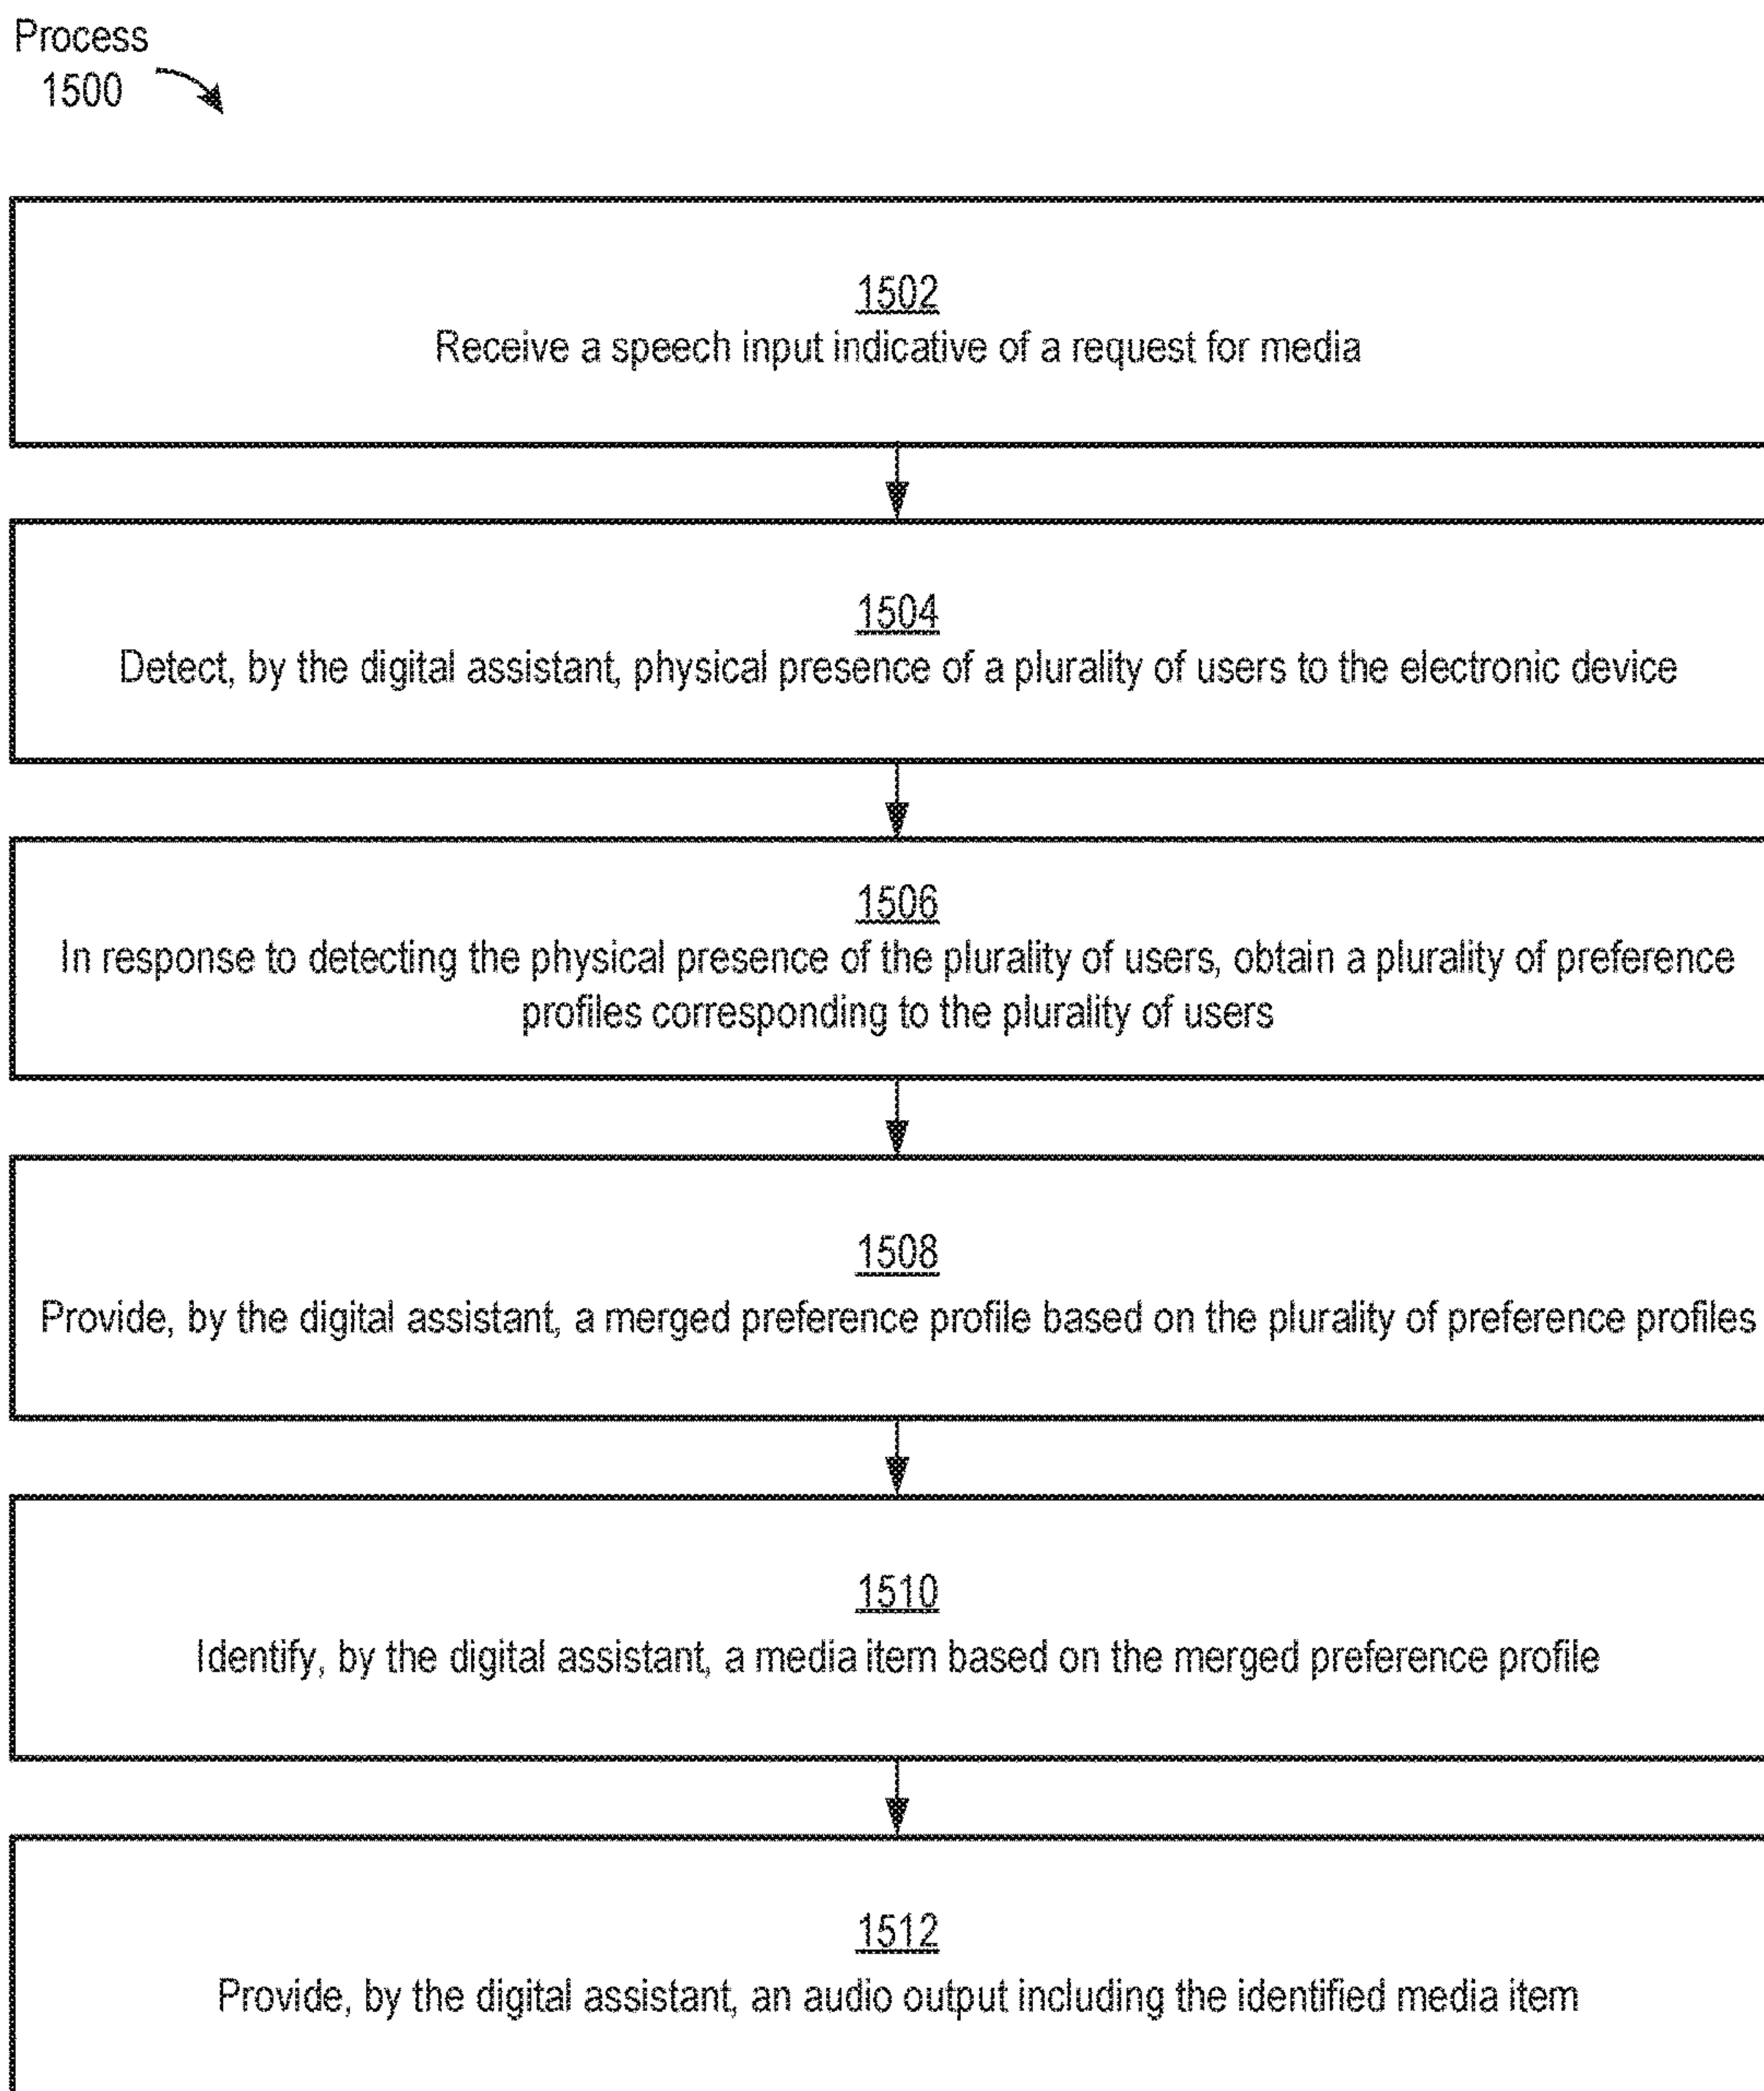 Process
1500
1502
Receive a speech input indicative of a request for media
1504
Detect, by the digital assistant, physical presence of a plurality of users to the electronic device
1506
In response to detecting the physical presence of the plurality of users, obtain a plurality of preference
profiles corresponding to the plurality of users
1508
Provide, by the digital assistant, a merged preference profile based on the plurality of preference profiles
1510
Identify, by the digital assistant, a media item based on the merged preference profile
1512
Provide, by the digital assistant, an audio output including the identified media item